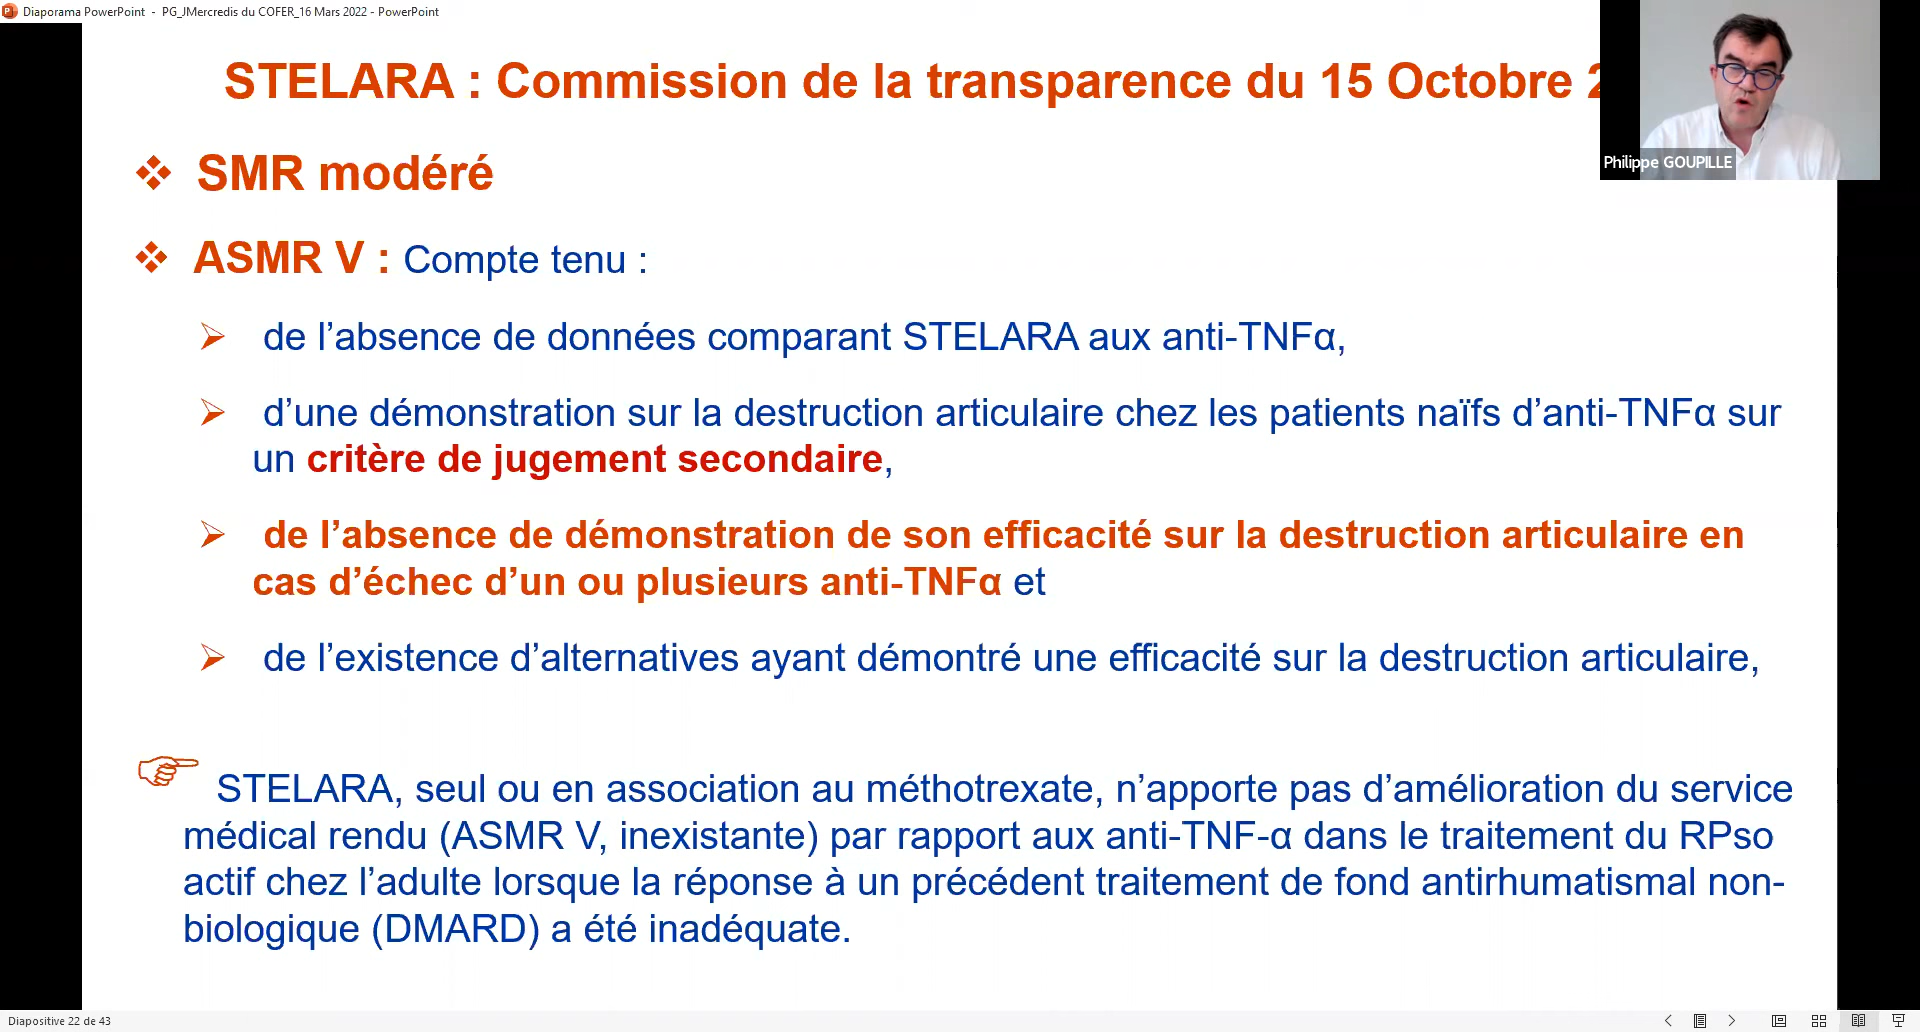 Diaporama PowerPoint - PG_JMercredis du COFER_16 Mars 2022 - PowerPoint
STELARA : Commission de la transparence du 15 Octobre
Philippe GOUPILLE
SMR modéré
ASMR V : Compte tenu :
de l’absence de données comparant STELARA aux anti-TNFα,
d’une démonstration sur la destruction articulaire chez les patients naïfs d’anti-TNFα sur
un critère de jugement secondaire,
de l’absence de démonstration de son efficacité sur la destruction articulaire en
cas d’échec d’un ou plusieurs anti-TNFα et
de l’existence d’alternatives ayant démontré une efficacité sur la destruction articulaire,
STELARA, seul ou en association au méthotrexate, n’apporte pas d’amélioration du service
médical rendu (ASMR V, inexistante) par rapport aux anti-TNF-α dans le traitement du RPso
actif chez l’adulte lorsque la réponse à un précédent traitement de fond antirhumatismal non-
biologique (DMARD) a été inadéquate.
Diapositive 22 de 43